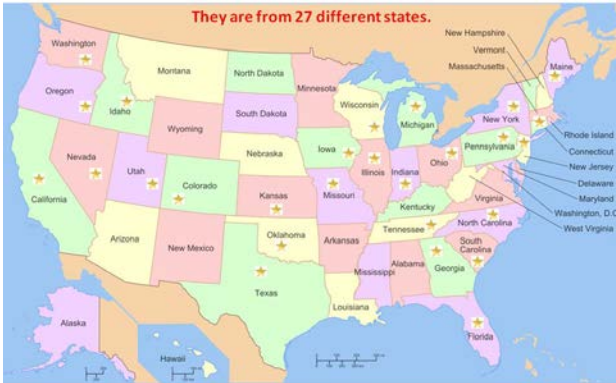 They are from 27 different states.
New Hampshire
Vermont
Massachusetts
Washington
Montana
North Dakota
Minnesota
Maine
Oregon
Idaho
South Dakota
Wisconsin
Michigan
New York
Wyoming
Rhode Island
Connecticut
New Jersey
Delaware
Maryland
Washington, D.C
West Virginia
Nebraska
Iowa
Pennsylvania
Nevada
Utah
Colorado
Illinois
Indiana
Ohio
California
Kansas
Missouri
Kentucky
Virginia
Arizona
New Mexico
Oklahoma
Arkansas
Tennessee
North Carolina
South
Carolina
Texas
Mississippi
Alabama
Georgia
Louisiana
Florida
Alaska
Hawaii